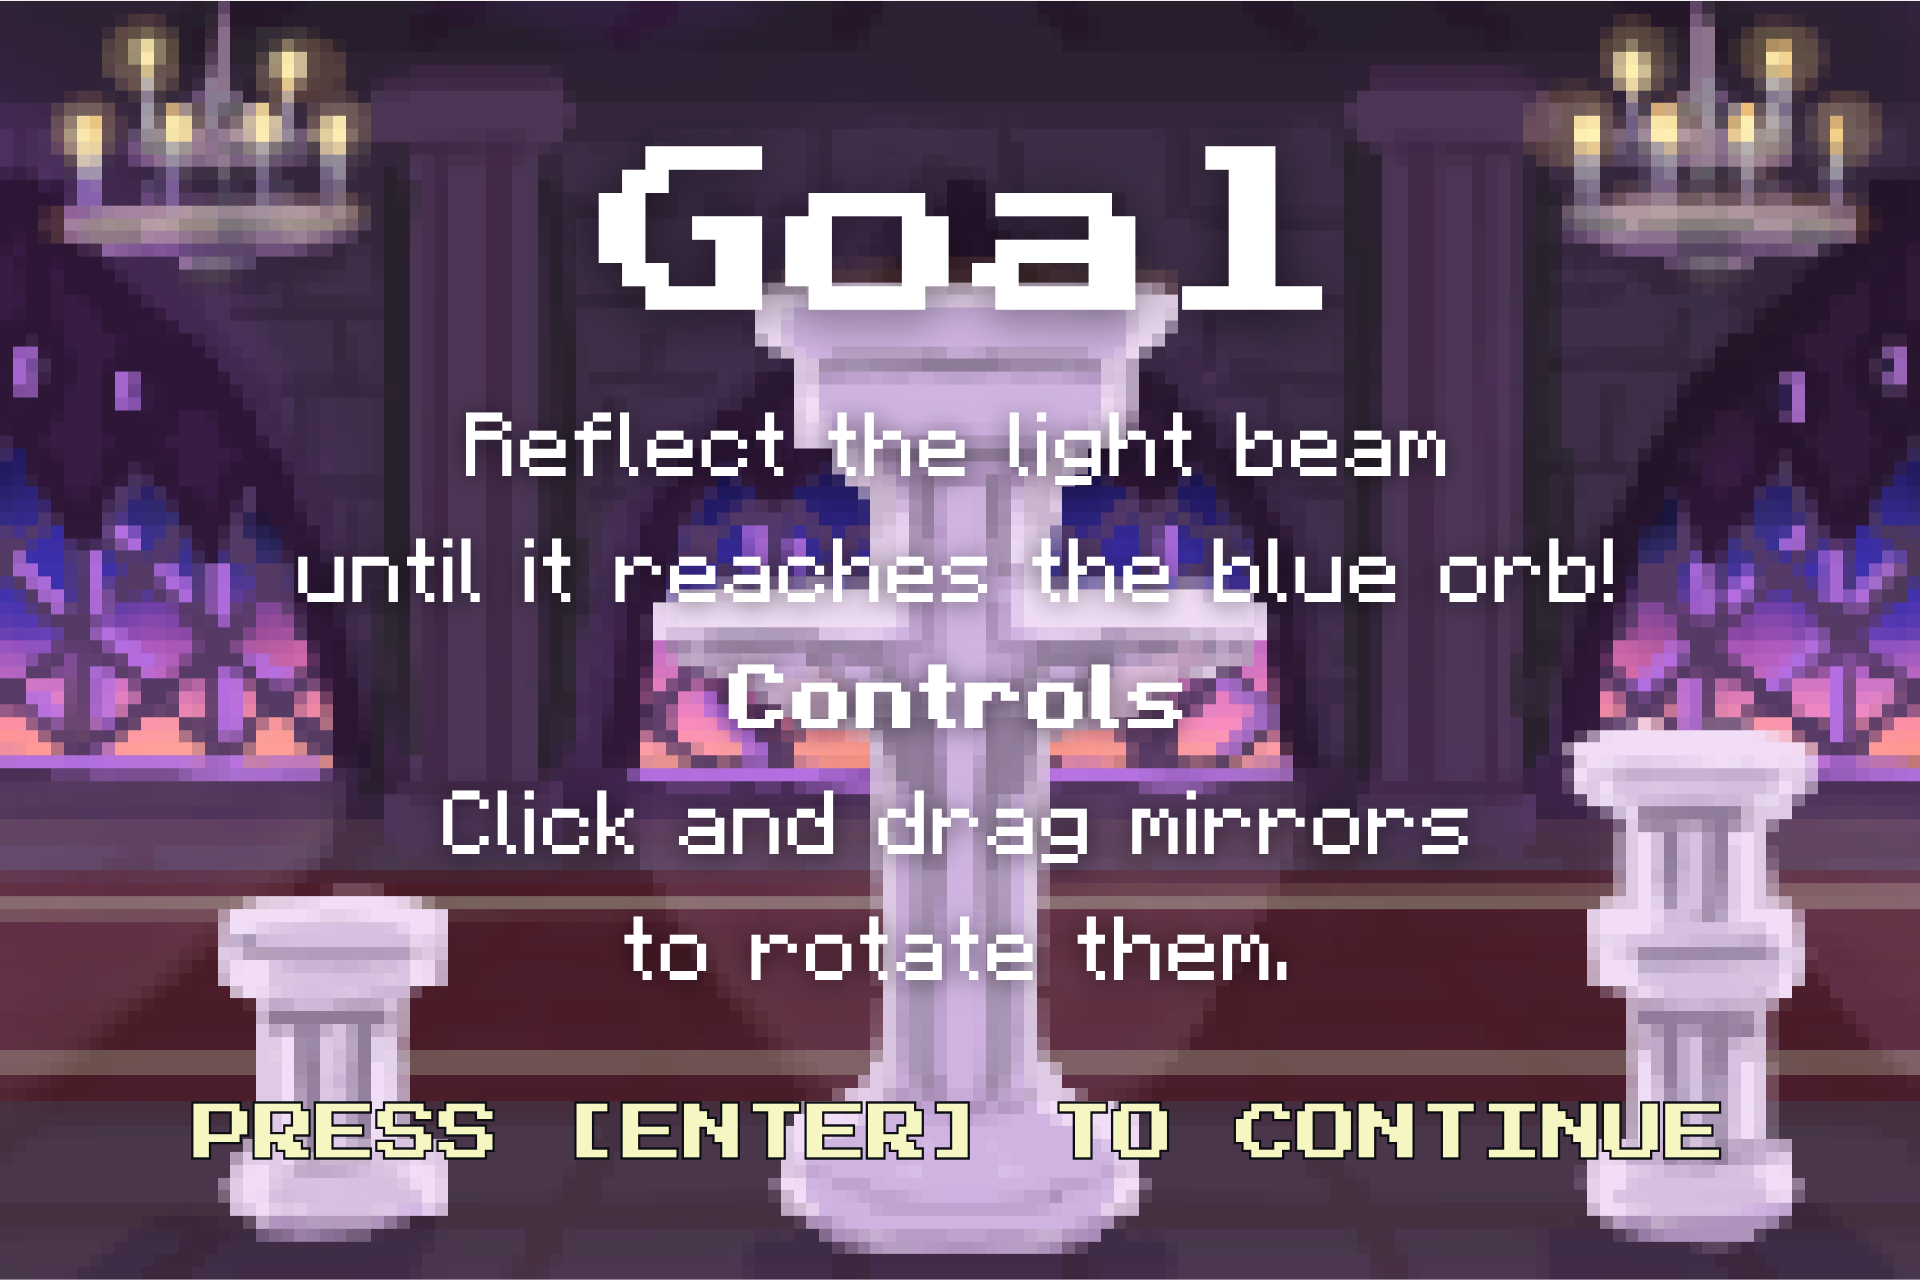 Goal
Reflect the light beam
until it reaches the blue orb!
Controls
Click and drag mirrors
to rotate them.
PRESS [ENTER] TO CONTINUE